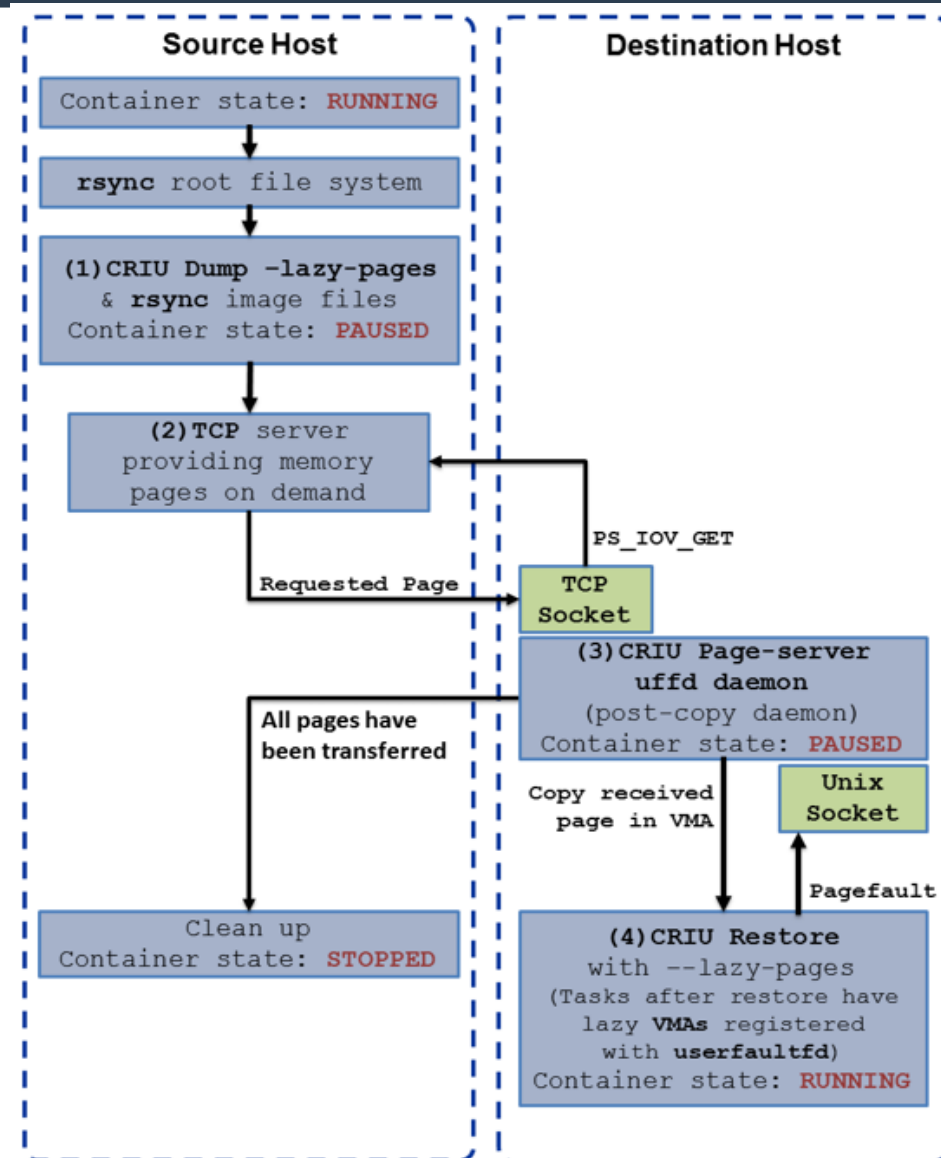 Source Host
Destination Host
Container state: RUNNING
rsync root file system
(1)CRIU Dump –lazy-pages
& rsync image files
Container state: PAUSED
(2)TCP server
providing memory
pages on demand
PS_IOV_GET
Requested Page
TCP
Socket
(3)CRIU Page-server
uffd daemon
(post-copy daemon)
Container state: PAUSED
All pages have
been transferred
Unix
Socket
Copy received
page in VMA
Pagefault
Clean up
Container state: STOPPED
(4)CRIU Restore
with --lazy-pages
(Tasks after restore have
lazy VMAs registered
with userfaultfd)
Container state: RUNNING